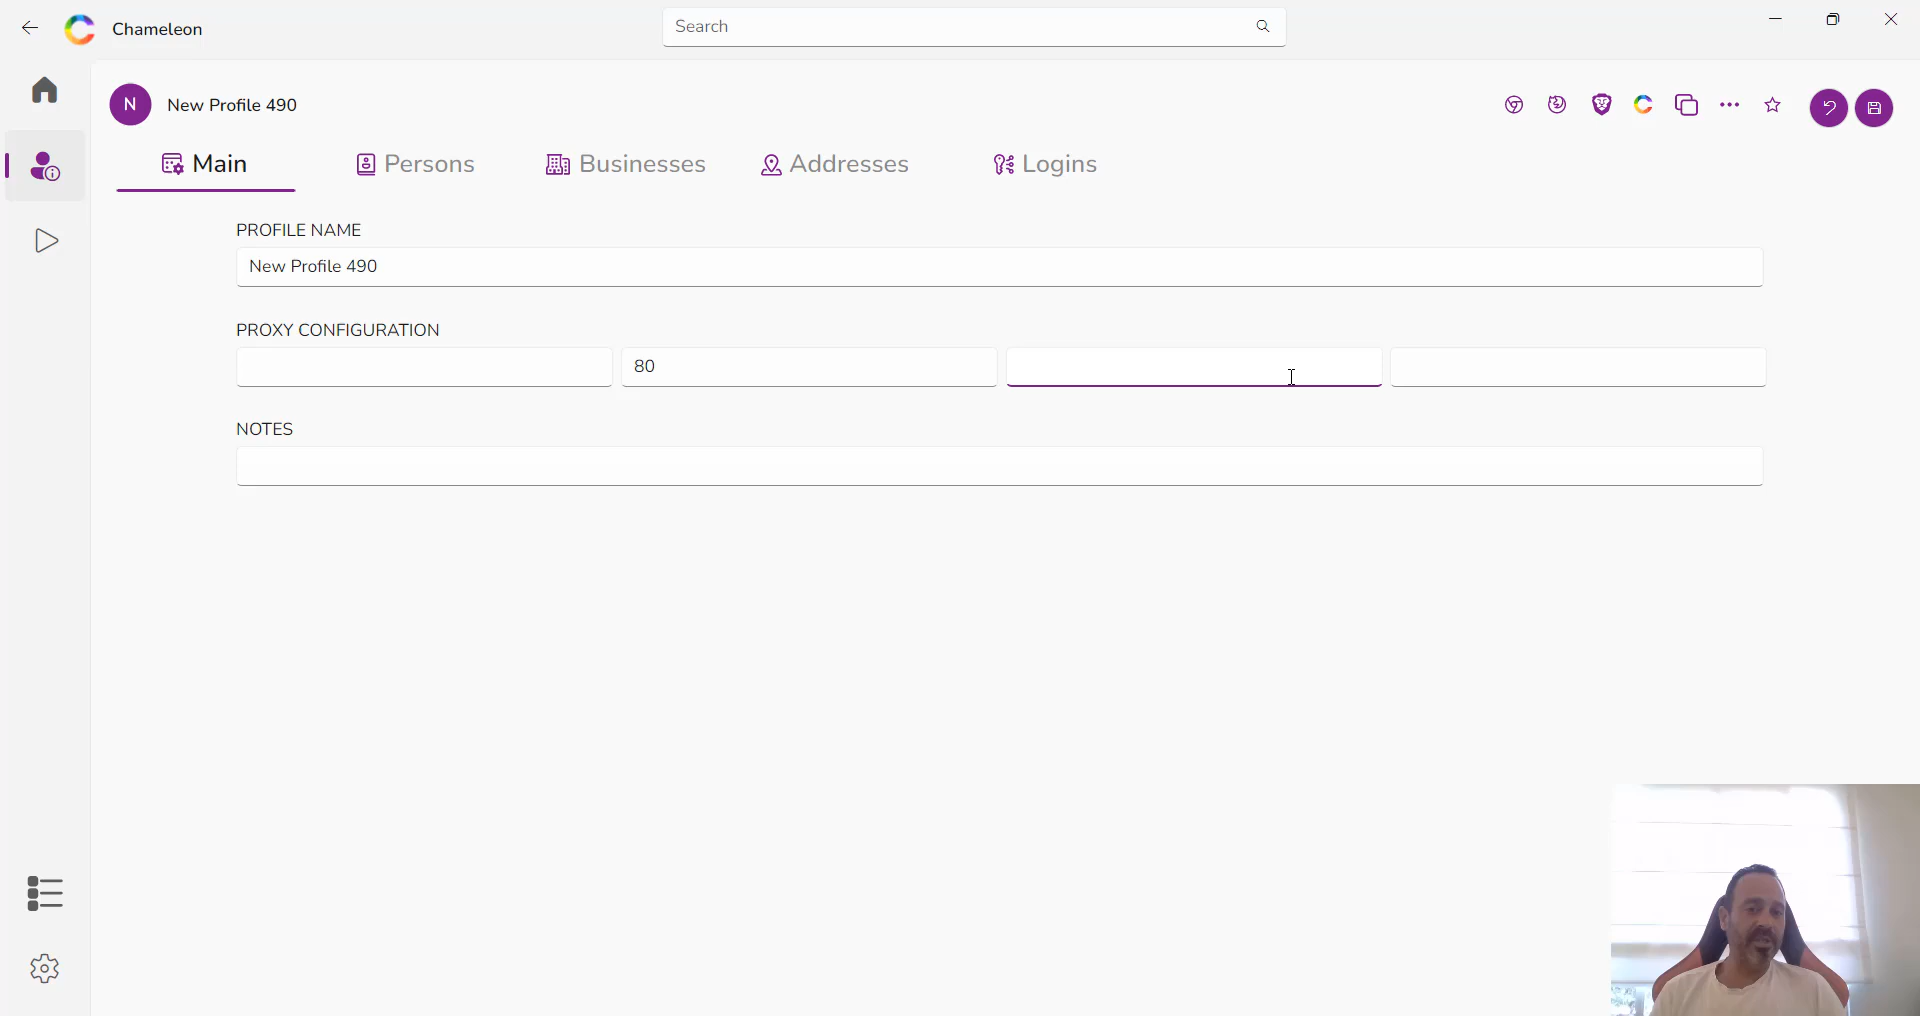 Chameleon
Search
N
New Profile 490
Main
Persons
Businesses
Addresses
Logins
PROFILE NAME
New Profile 490
PROXY CONFIGURATION
80
NOTES